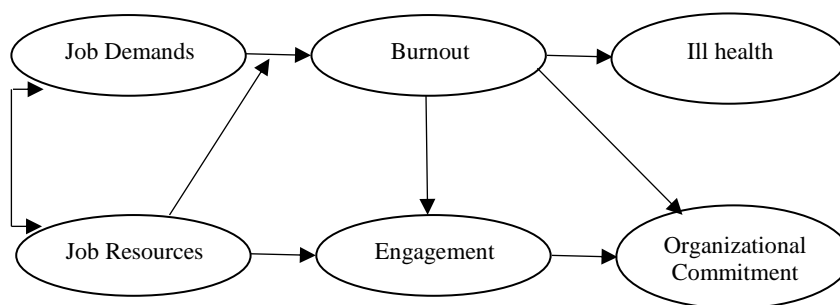 Job Demands
Burnout
Ill health
Job Resources
Engagement
Organizational
Commitment